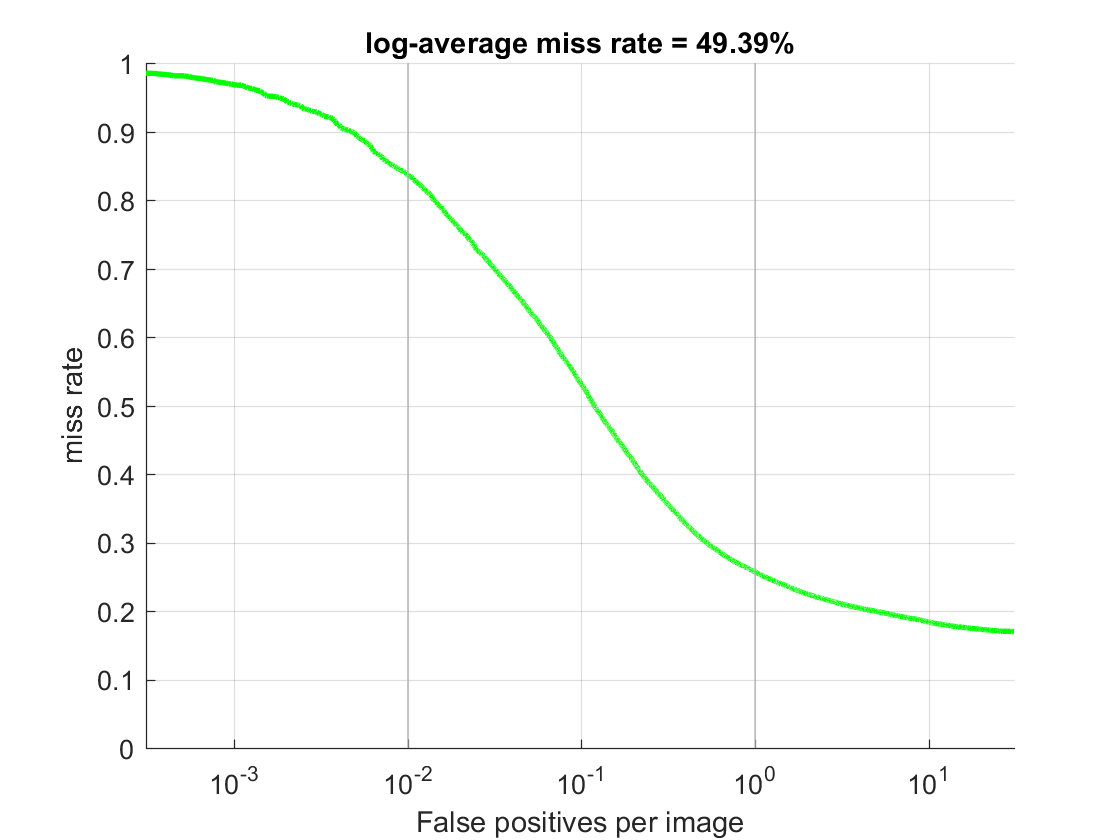 log-average miss rate = 49.39%
1
0.9
0.8
0.7
0.6
0.5
0.4
0.3
0.2
0.1
0
miss rate
10^-3 10^-2 10^-1 10^0 10^1
False positives per image